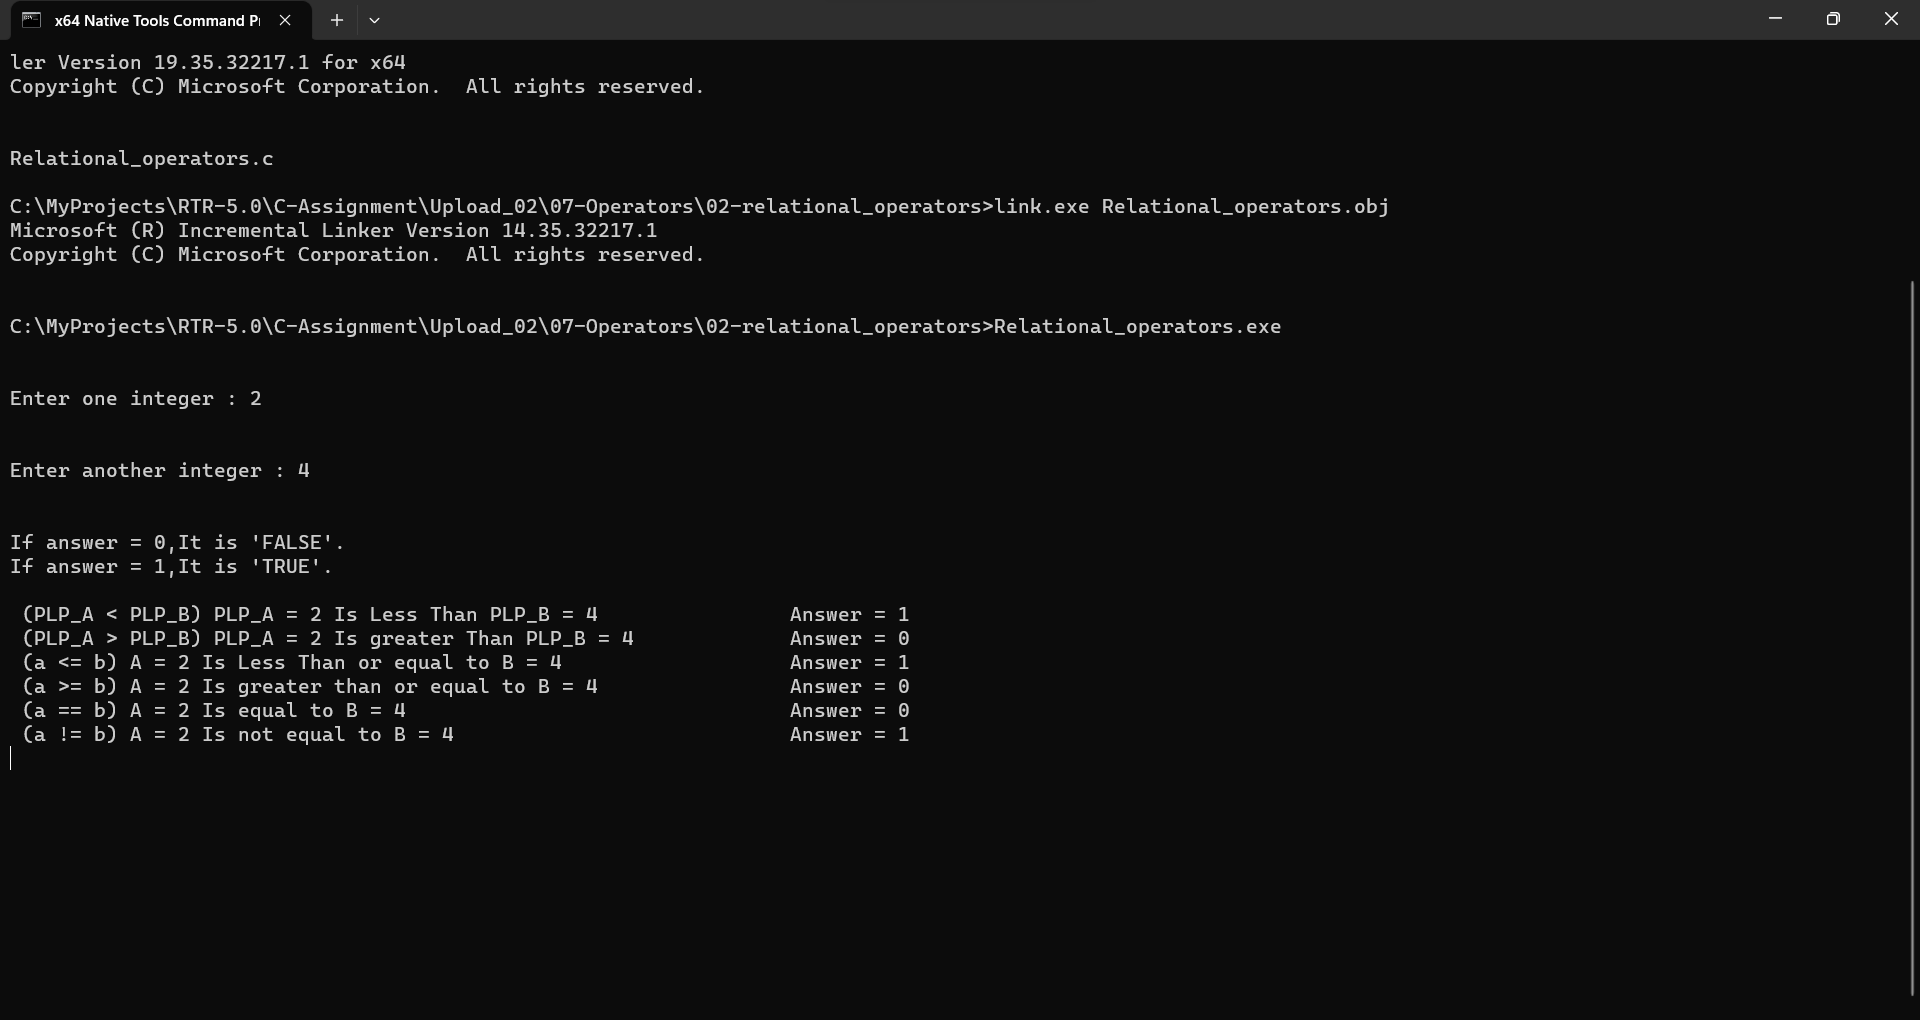 x64 Native Tools Command P
ler Version 19.35.32217.1 for x64
Copyright (C) Microsoft Corporation.  All rights reserved.
Relational_operators.c
C:\MyProjects\RTR-5.0\C-Assignment\Upload_02\07-Operators\02-relational_operators>link.exe Relational_operators.obj
Microsoft (R) Incremental Linker Version 14.35.32217.1
Copyright (C) Microsoft Corporation.  All rights reserved.
C:\MyProjects\RTR-5.0\C-Assignment\Upload_02\07-Operators\02-relational_operators>Relational_operators.exe
Enter one integer : 2
Enter another integer : 4
If answer = 0,It is 'FALSE'.
If answer = 1,It is 'TRUE'.
(PLP_A < PLP_B) PLP_A = 2 Is Less Than PLP_B = 4                Answer = 1
(PLP_A > PLP_B) PLP_A = 2 Is greater Than PLP_B = 4             Answer = 0
(a <= b) A = 2 Is Less Than or equal to B = 4                   Answer = 1
(a >= b) A = 2 Is greater than or equal to B = 4                Answer = 0
(a == b) A = 2 Is equal to B = 4                                Answer = 0
(a != b) A = 2 Is not equal to B = 4                            Answer = 1